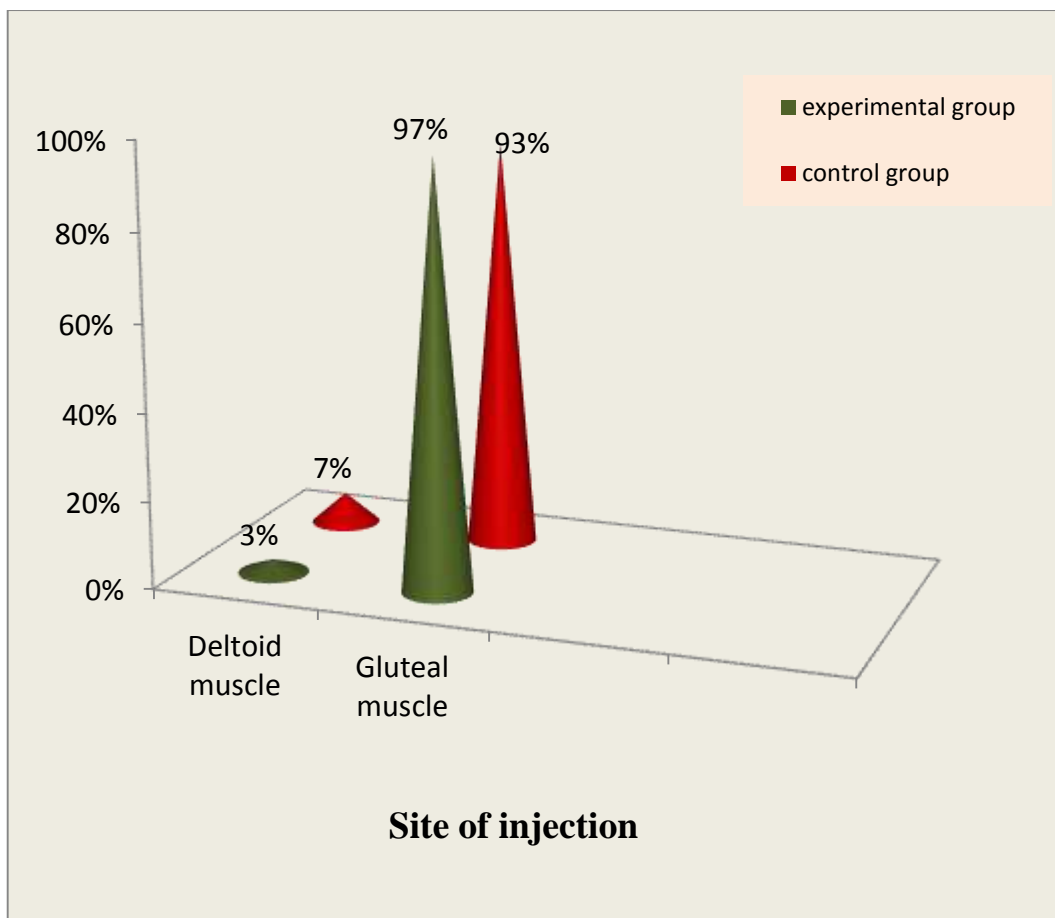 experimental group
control group
100%
80%
60%
40%
20%
0%
97%
93%
7%
3%
Deltoid
muscle
Gluteal
muscle
Site of injection